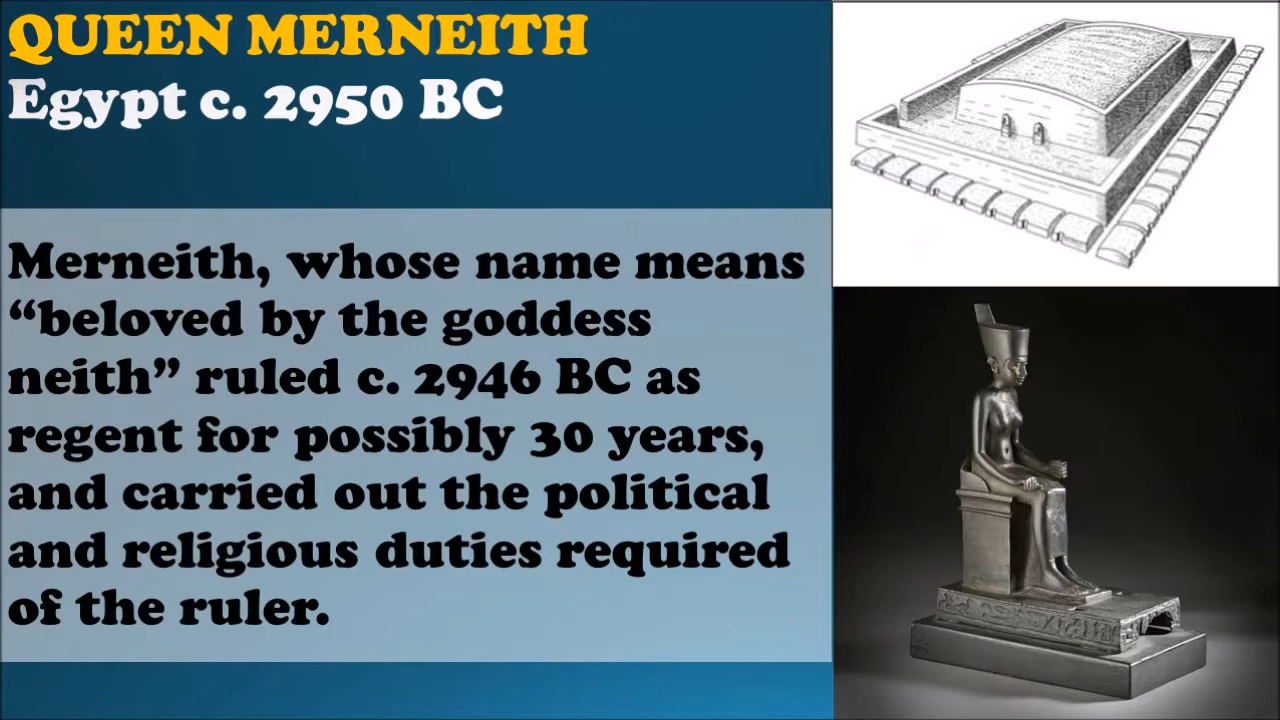 QUEEN MERNEITH
Egypt c. 2950 BC
Merneith, whose name means
“beloved by the goddess
neith” ruled c. 2946 BC as
regent for possibly 30 years,
and carried out the political
and religious duties required
of the ruler.